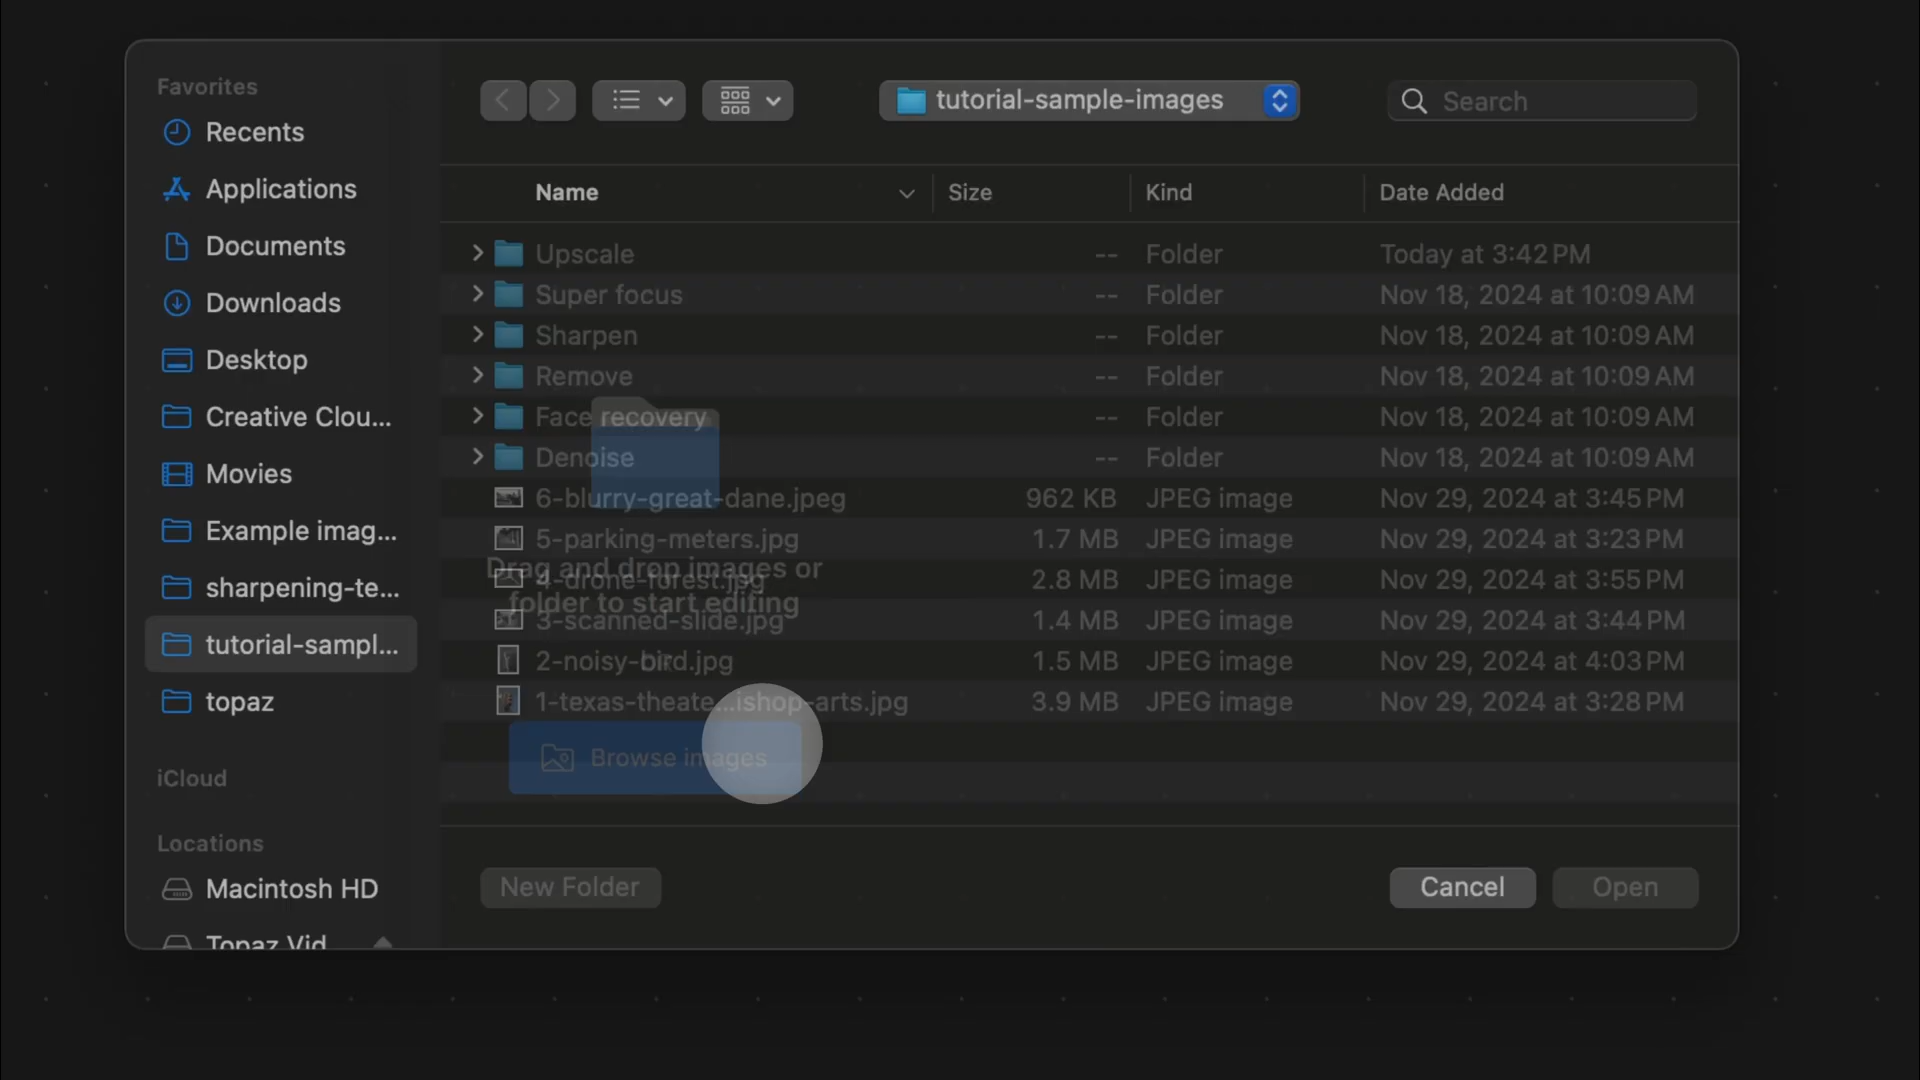 Favorites
Recents
Applications
Documents
Downloads
Desktop
Creative Clou...
Movies
Example imag...
sharpening-te...
tutorial-sampl...
topaz
iCloud
Locations
Macintosh HD
Topaz Vid
tutorial-sample-images
Search
Name Size Kind Date Added
Upscale -- Folder Today at 3:42 PM
Super focus -- Folder Nov 18, 2024 at 10:09 AM
Sharpen -- Folder Nov 18, 2024 at 10:09 AM
Remove -- Folder Nov 18, 2024 at 10:09 AM
Face recovery -- Folder Nov 18, 2024 at 10:09 AM
Denoise -- Folder Nov 18, 2024 at 10:09 AM
6-blurry-great-dane.jpeg 962 KB JPEG image Nov 29, 2024 at 3:45 PM
5-parking-meters.jpg 1.7 MB JPEG image Nov 29, 2024 at 3:23 PM
Drag and drop images or
4-drone-forest.jpg 2.8 MB JPEG image Nov 29, 2024 at 3:55 PM
folder to start editing
3-scanned-slide.jpg 1.4 MB JPEG image Nov 29, 2024 at 3:44 PM
2-noisy-bird.jpg 1.5 MB JPEG image Nov 29, 2024 at 4:03 PM
1-texas-theate...ishop-arts.jpg 3.9 MB JPEG image Nov 29, 2024 at 3:28 PM
Browse images
New Folder
Cancel
Open